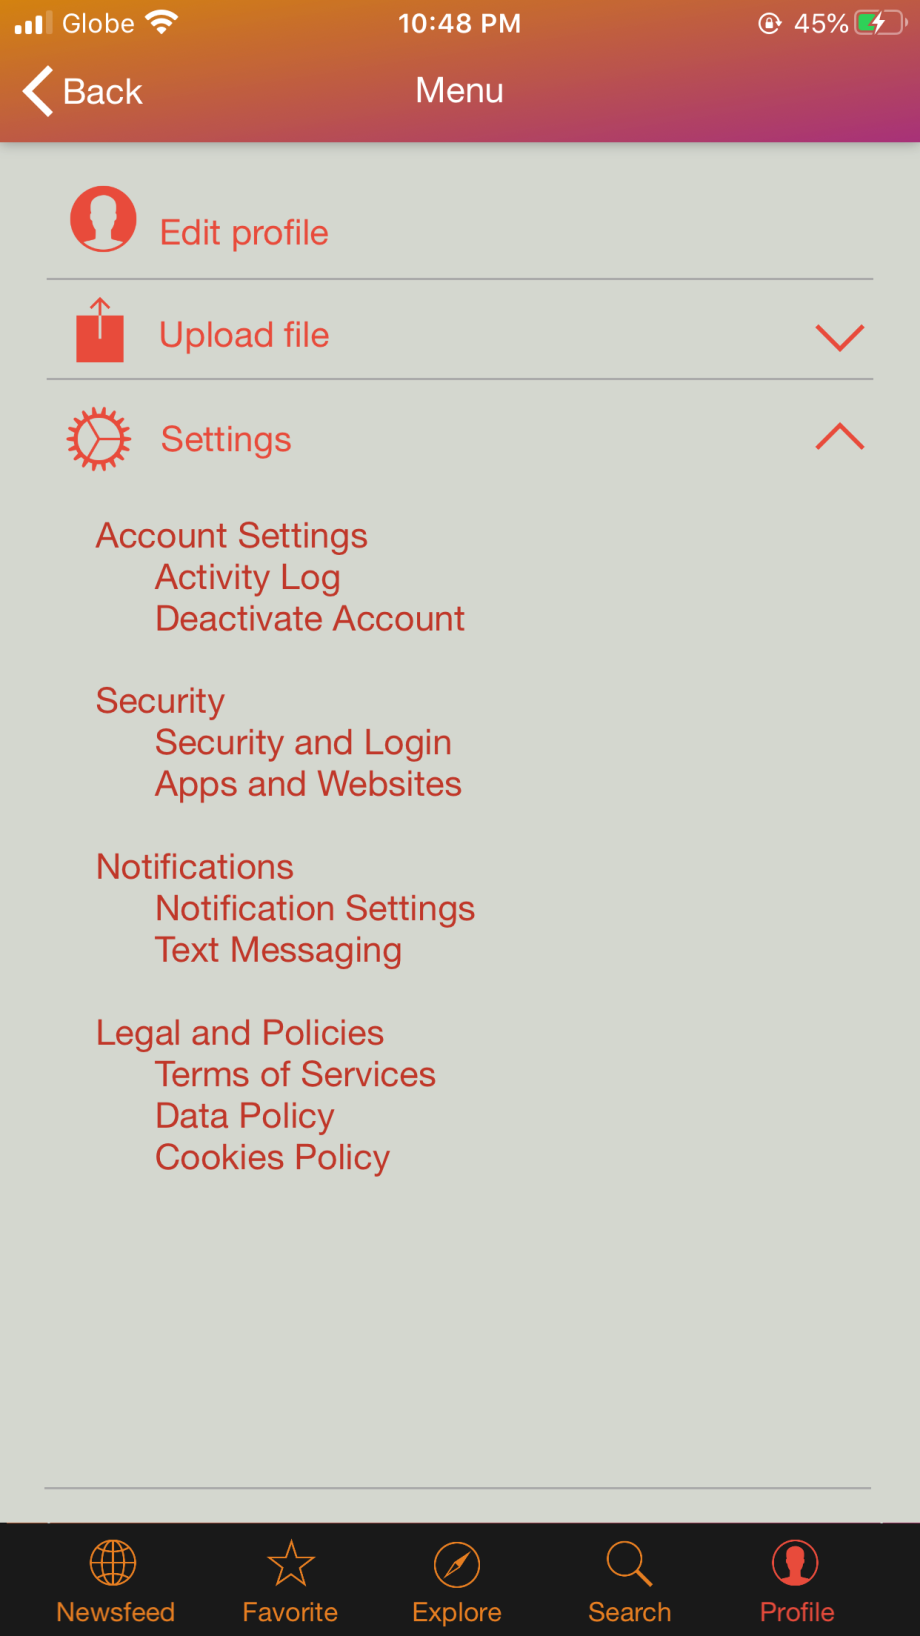 Globe 10:48 PM 45%
Back Menu
Edit profile
Upload file
Settings
Account Settings
Activity Log
Deactivate Account
Security
Security and Login
Apps and Websites
Notifications
Notification Settings
Text Messaging
Legal and Policies
Terms of Services
Data Policy
Cookies Policy
Newsfeed Favorite Explore Search Profile